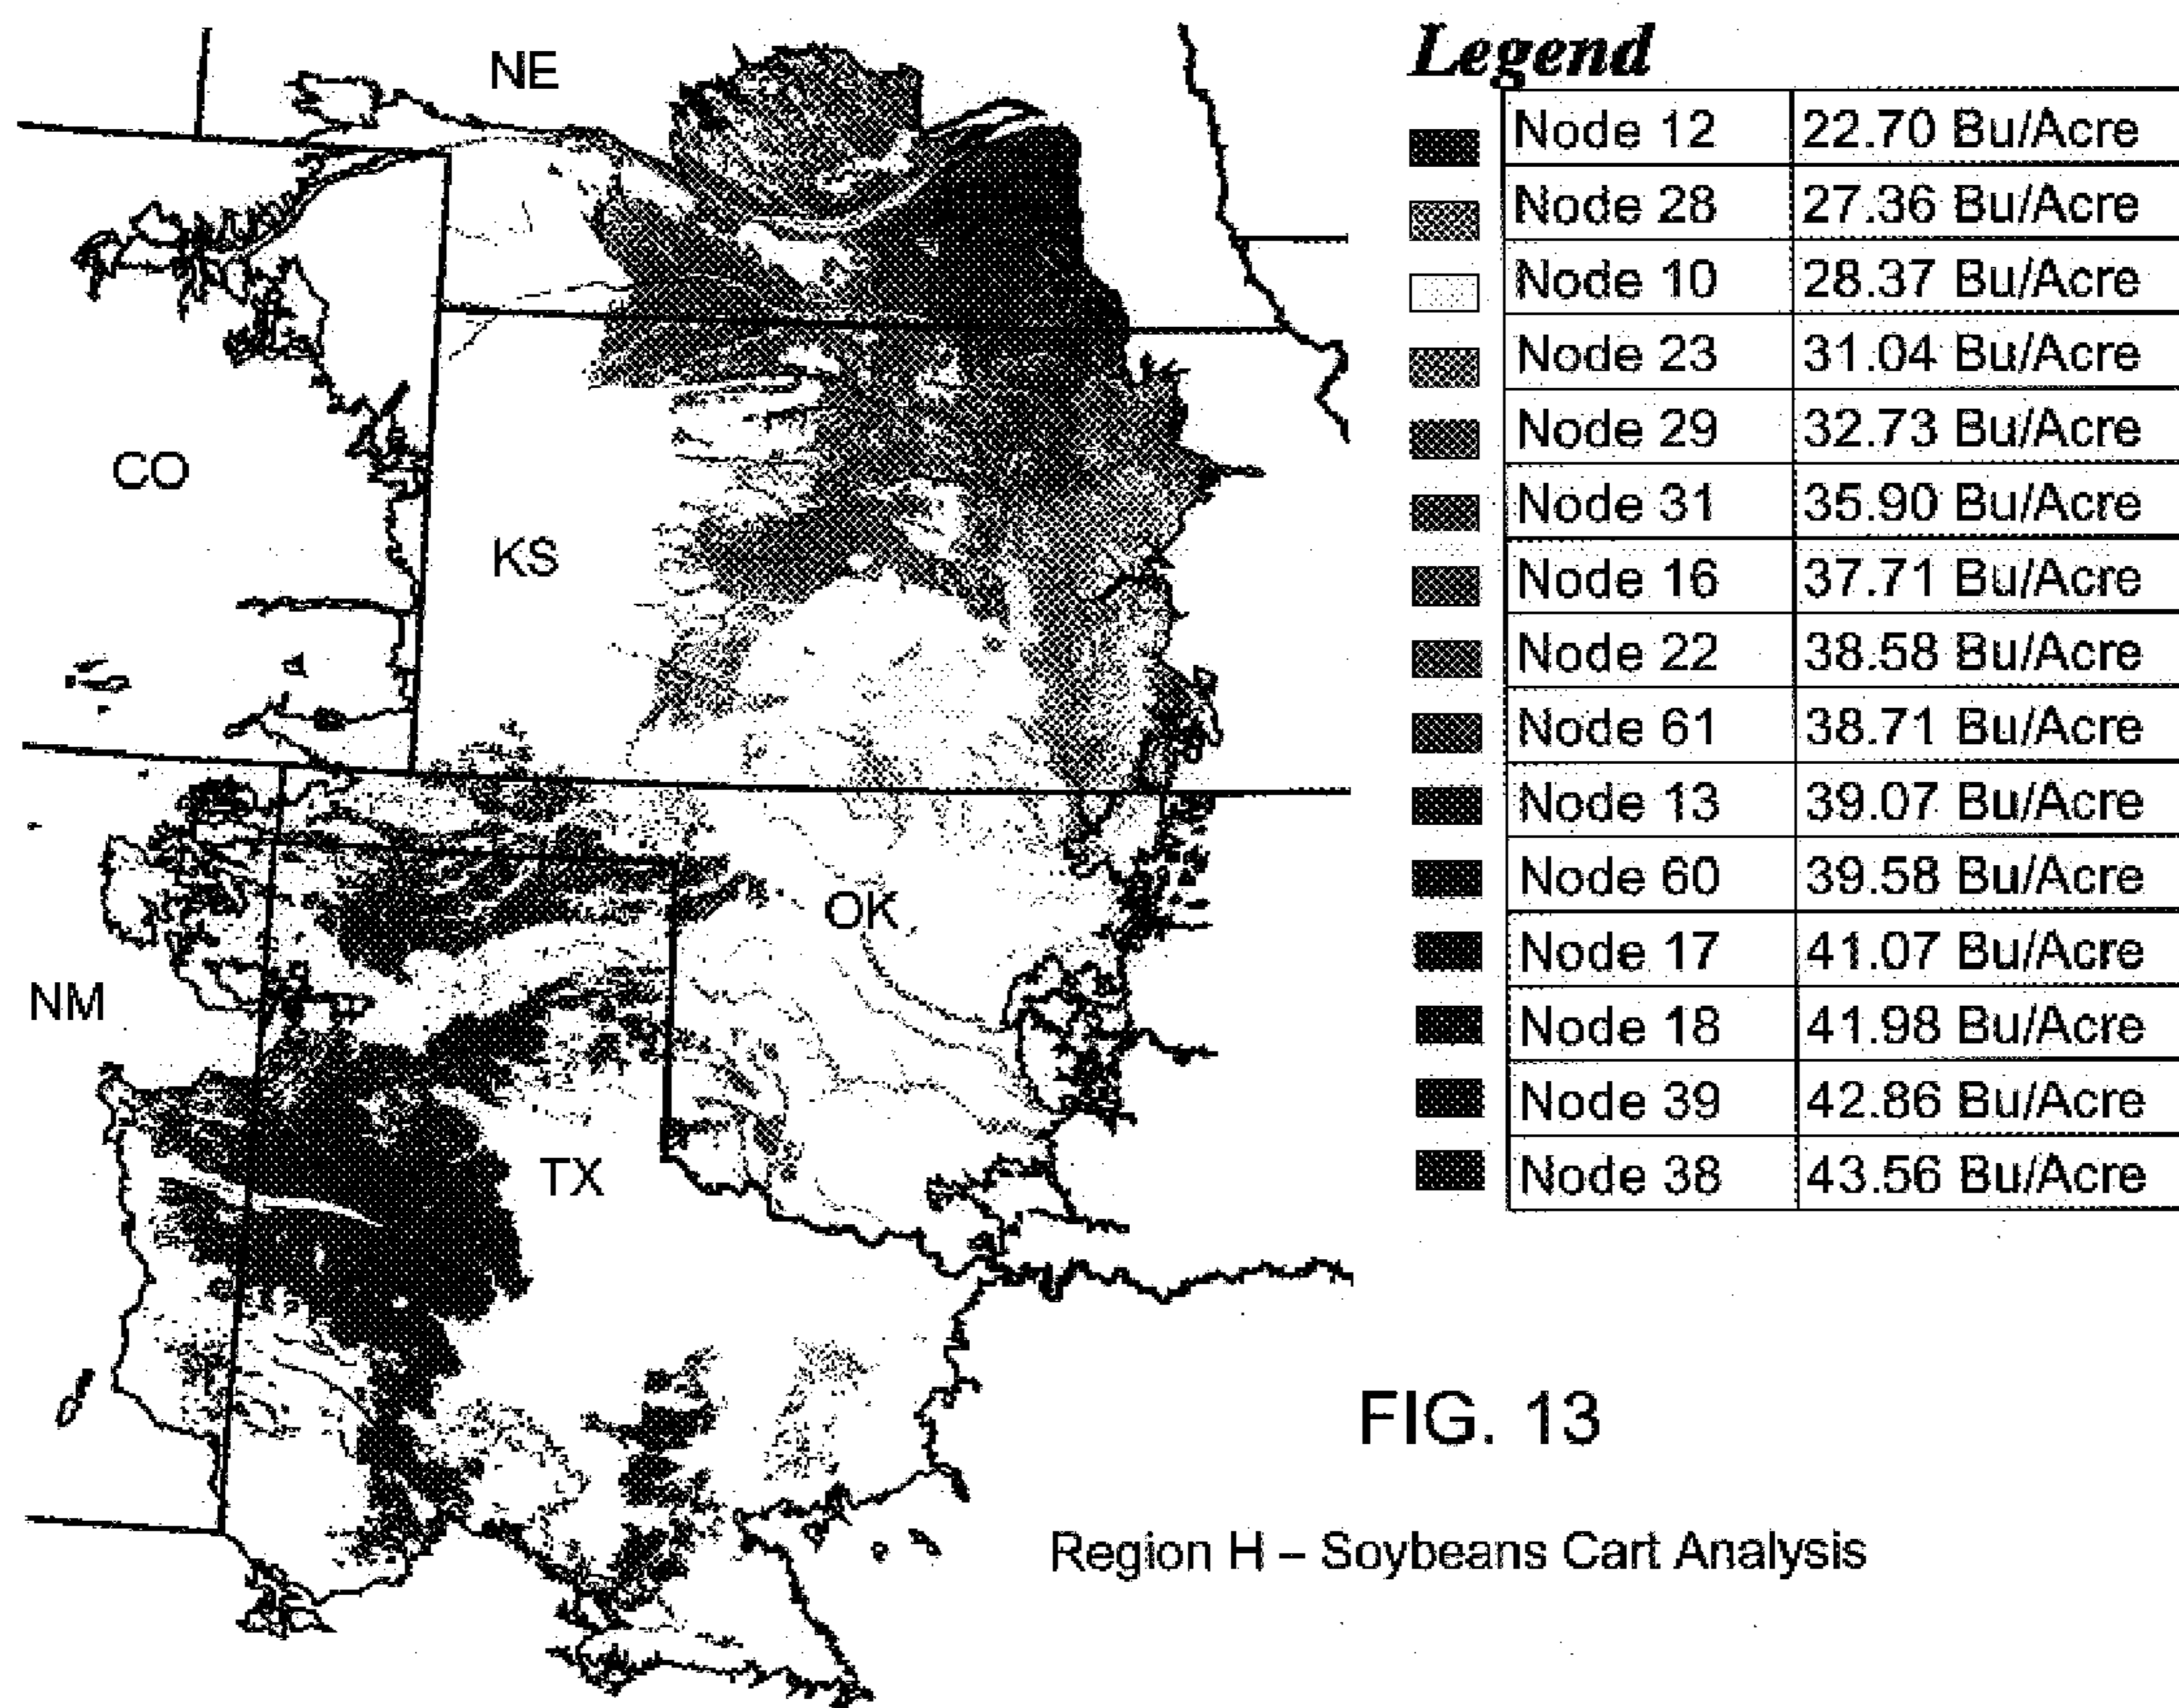 Legend
Node 12 22.70 Bu/Acre
Node 28 27.36 Bu/Acre
Node 10 28.37 Bu/Acre
Node 23 31.04 Bu/Acre
Node 29 32.73 Bu/Acre
Node 31 35.90 Bu/Acre
Node 16 37.71 Bu/Acre
Node 22 38.58 Bu/Acre
Node 61 38.71 Bu/Acre
Node 13 39.07 Bu/Acre
Node 60 39.58 Bu/Acre
Node 17 41.07 Bu/Acre
Node 18 41.98 Bu/Acre
Node 39 42.86 Bu/Acre
Node 38 43.56 Bu/Acre
NE
CO
KS
OK
NM
TX
FIG. 13
Region H – Soybeans Cart Analysis